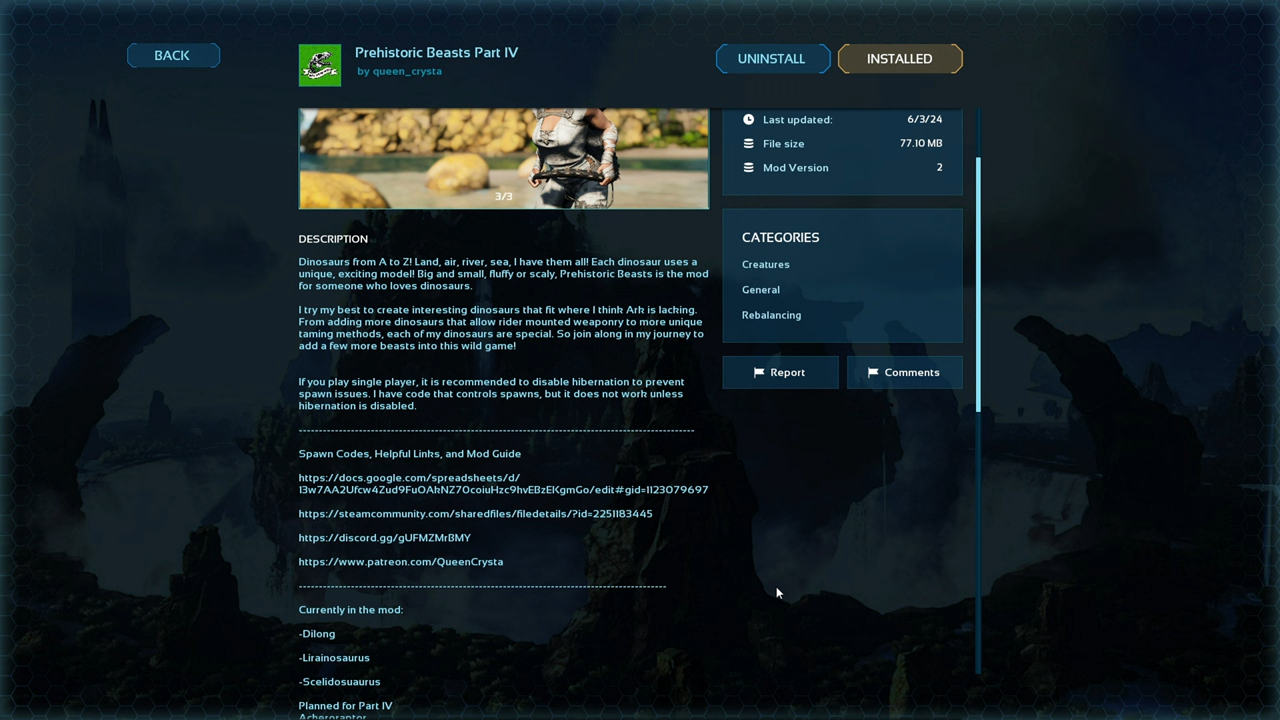 BACK
Prehistoric Beasts Part IV
by queen_crysta
UNINSTALL
INSTALLED
3/3
Last updated: 6/3/24
File size 77.10 MB
Mod Version 2
CATEGORIES
Creatures
General
Rebalancing
Report
Comments
DESCRIPTION
Dinosaurs from A to Z! Land, air, river, sea, I have them all! Each dinosaur uses a
unique, exciting model! Big and small, fluffy or scaly, Prehistoric Beasts is the mod
for someone who loves dinosaurs.
I try my best to create interesting dinosaurs that fit where I think Ark is lacking.
From adding more dinosaurs that allow rider mounted weaponry to more unique
taming methods, each of my dinosaurs are special. So join along in my journey to
add a few more beasts into this wild game!
If you play single player, it is recommended to disable hibernation to prevent
spawn issues. I have code that controls spawns, but it does not work unless
hibernation is disabled.
--------------------------------------------------------------------------------------------
Spawn Codes, Helpful Links, and Mod Guide
https://docs.google.com/spreadsheets/d/
13w7AA2Ufcw4Zud9FuOAkNZ70coiuHzc9hvEBzEKgmGo/edit#gid=1123079697
https://steamcommunity.com/sharedfiles/filedetails/?id=2251183445
https://discord.gg/gUFMZMrBMY
https://www.patreon.com/QueenCrysta
-------------------------------------------------------------------------------------
Currently in the mod:
-Dilong
-Lirainosaurus
-Scelidosuaurus
Planned for Part IV
Acheroraptor